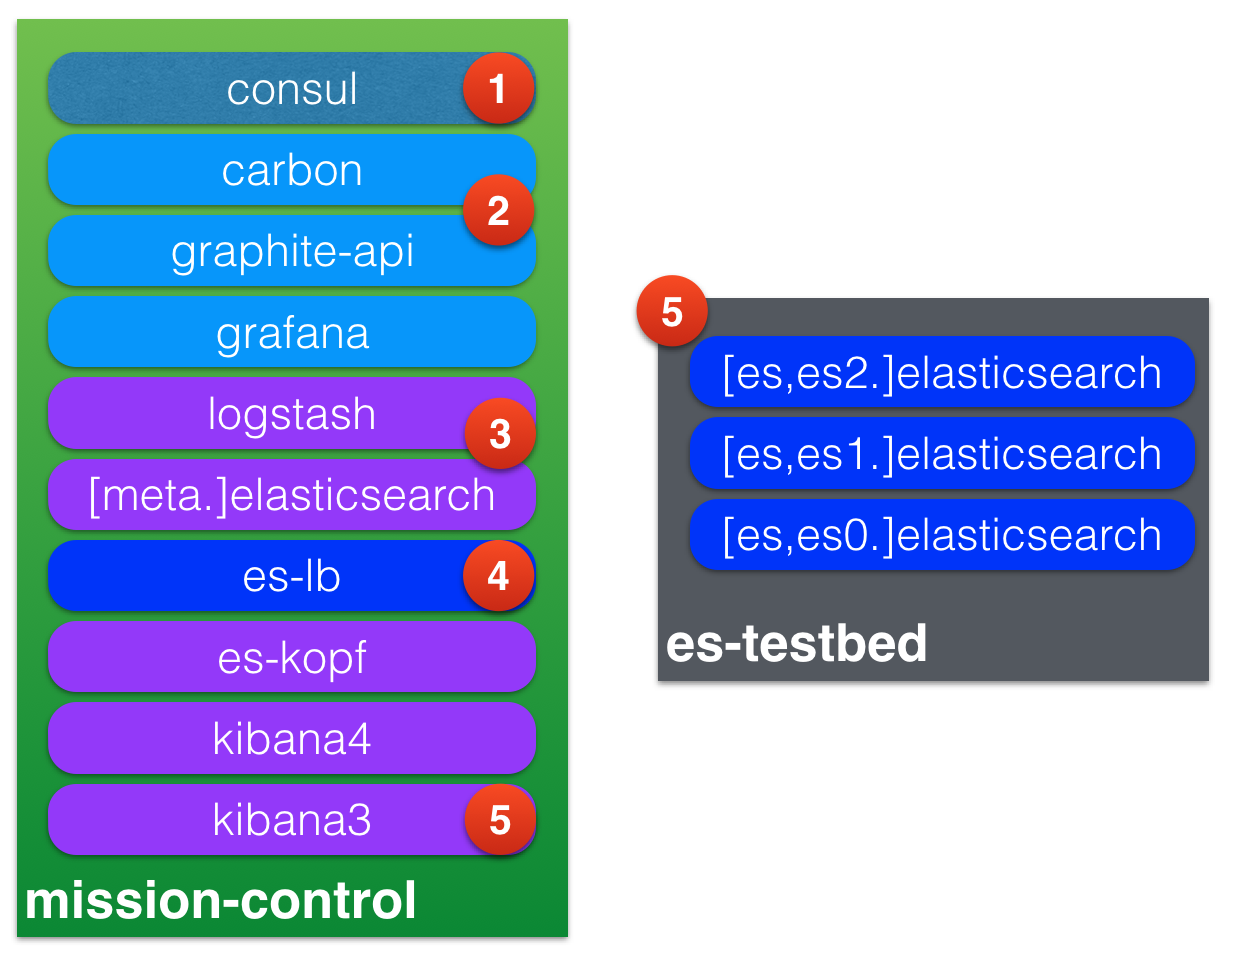 consul
1
carbon
2
graphite-api
grafana
logstash
3
[meta.]elasticsearch
es-lb
4
es-kopf
kibana4
kibana3
5
mission-control
5
[es,es2.]elasticsearch
[es,es1.]elasticsearch
[es,es0.]elasticsearch
es-testbed